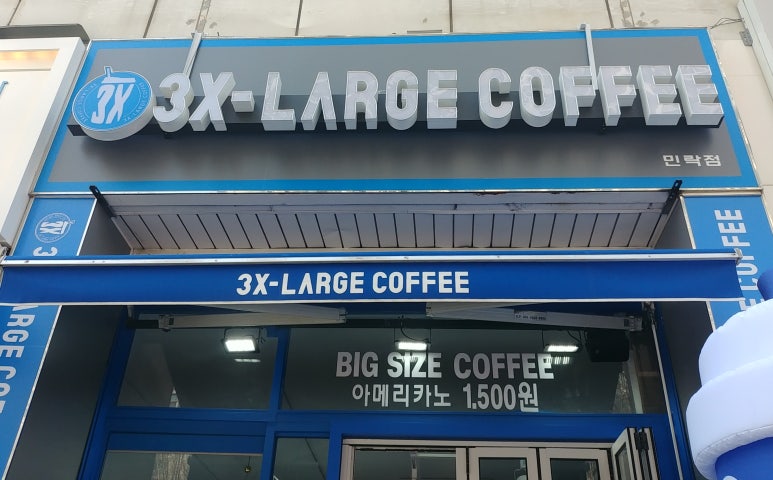 3X
3X-LARGE COFFEE
민락점
3X
3X-LARGE COFFEE
BIG SIZE COFFEE
아메리카노 1,500원